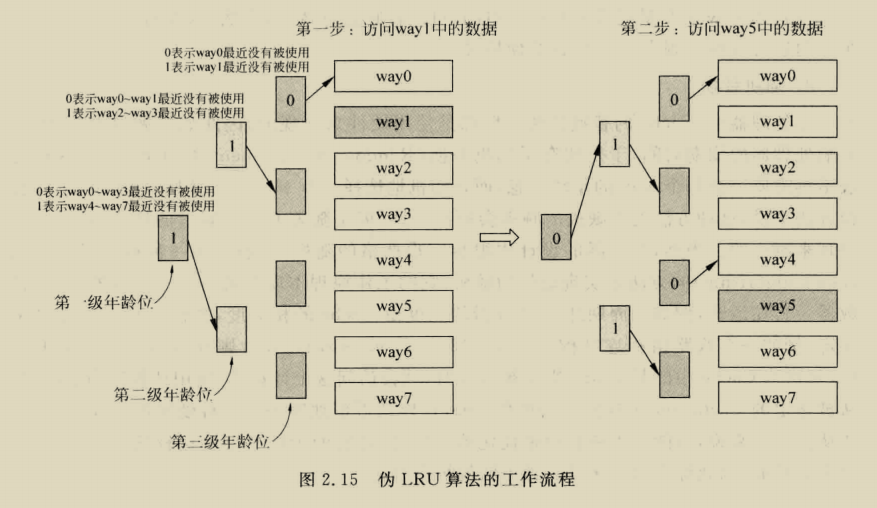 第一步：访问way1中的数据
0表示way0最近没有被使用
1表示way1最近没有被使用
0表示way0~way1最近没有被使用
1表示way2~way3最近没有被使用
0表示way0~way3最近没有被使用
1表示way4~way7最近没有被使用
0
1
1
way0
way1
way2
way3
way4
way5
way6
way7
第一级年龄位
第二级年龄位
第三级年龄位
第二步：访问way5中的数据
0
1
0
0
1
way0
way1
way2
way3
way4
way5
way6
way7
图 2.15 伪 LRU 算法的工作流程